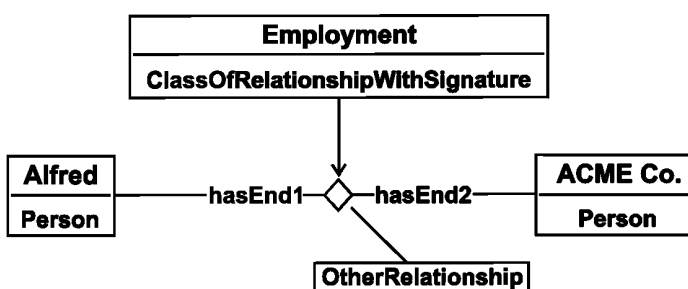 Employment
ClassOfRelationshipWithSignature
Alfred
Person
hasEnd1
hasEnd2
ACME Co.
Person
OtherRelationship